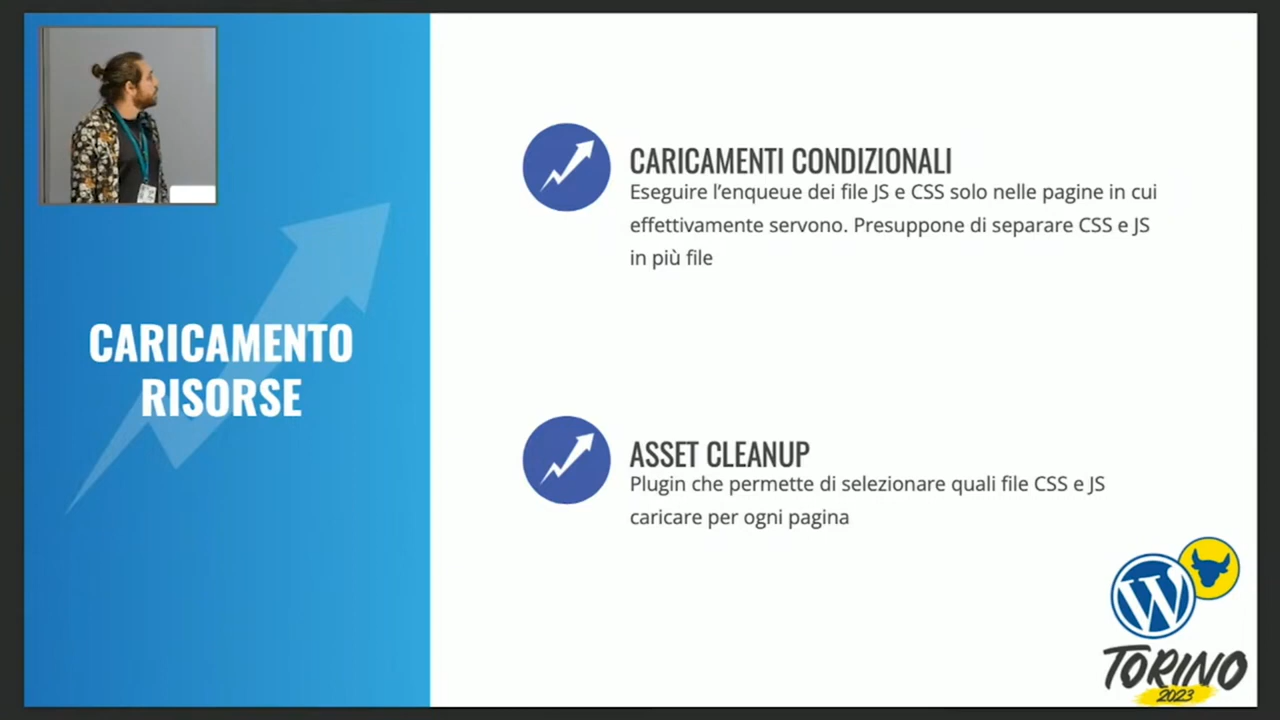 CARICAMENTO
RISORSE
CARICAMENTI CONDIZIONALI
Eseguire l’enqueue dei file JS e CSS solo nelle pagine in cui
effettivamente servono. Presuppone di separare CSS e JS
in più file
ASSET CLEANUP
Plugin che permette di selezionare quali file CSS e JS
caricare per ogni pagina
W
TORINO
2023